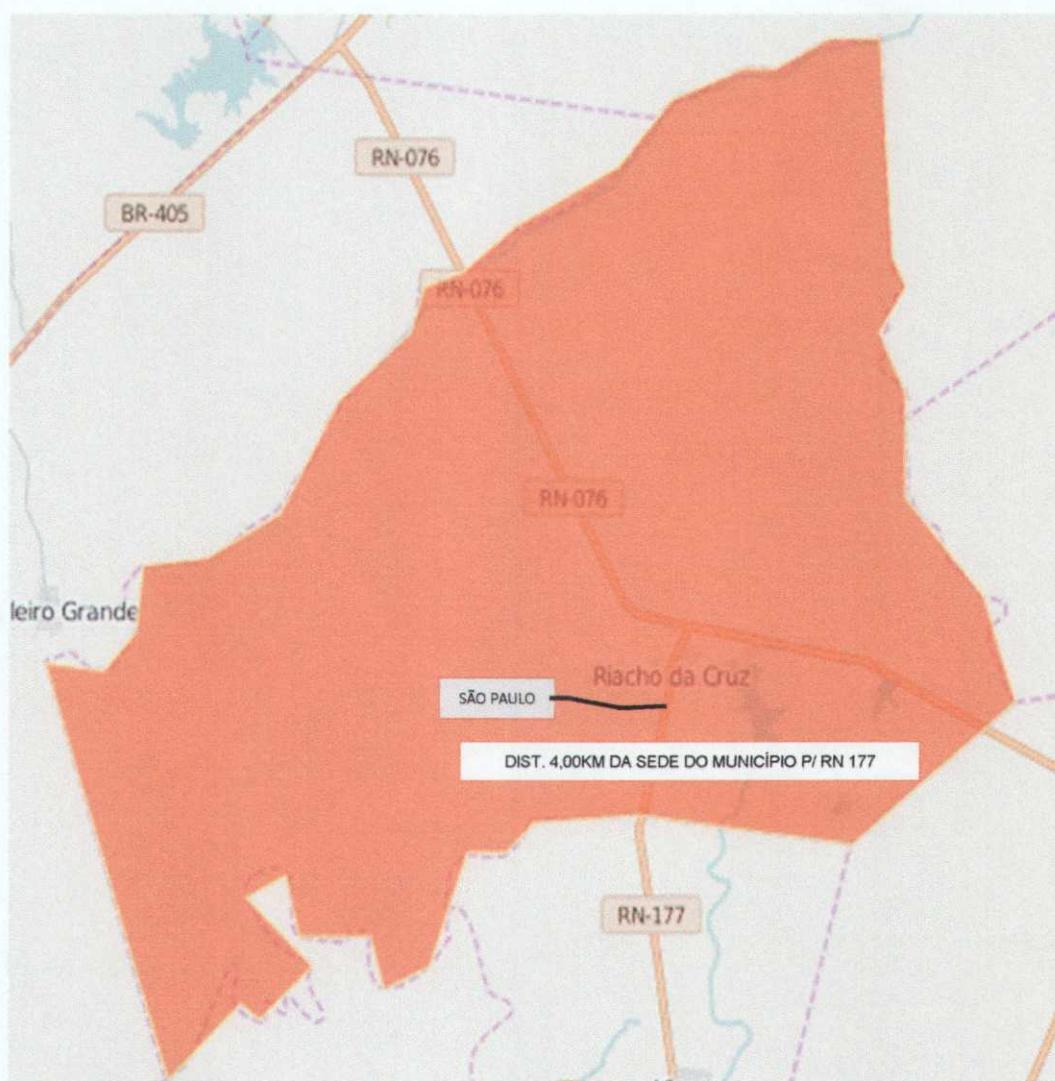 RN-076
BR-405
RN-076
RN-076
leiro Grande
Riacho da Cruz
SÃO PAULO
DIST. 4,00KM DA SEDE DO MUNICÍPIO P/ RN 177
RN-177